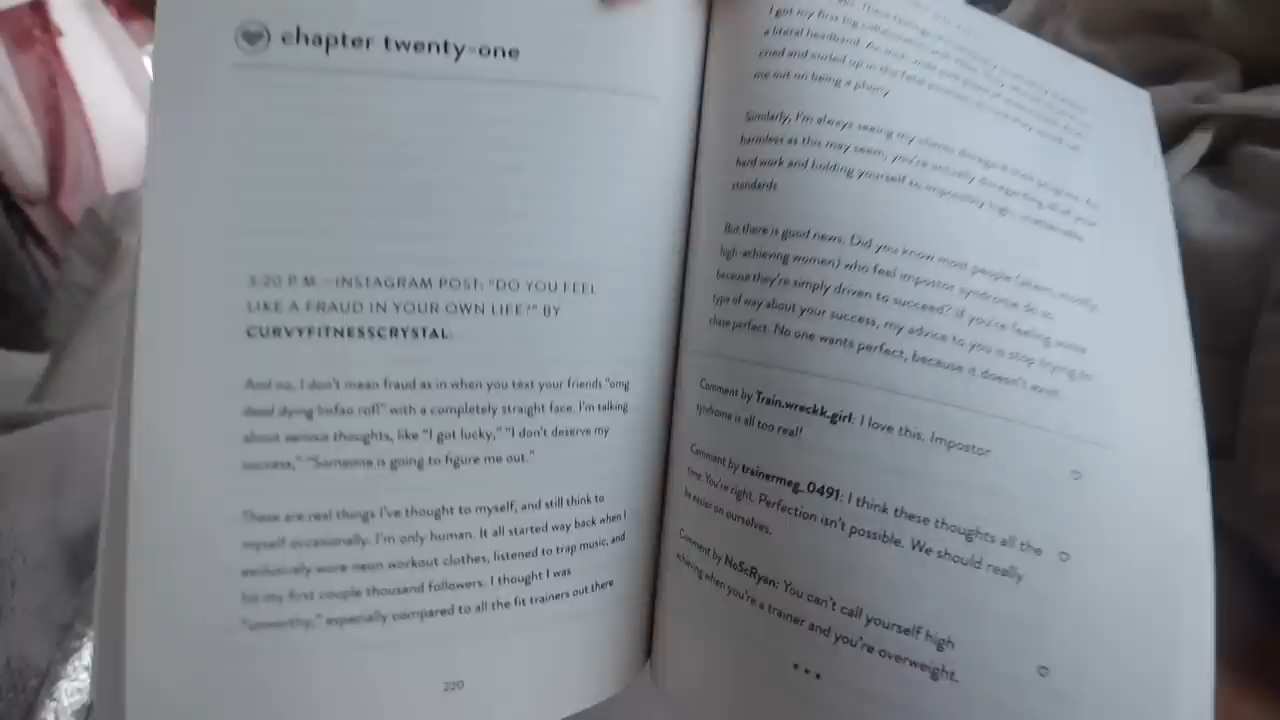 chapter twenty-one
3:20 P.M.—INSTAGRAM POST: "DO YOU FEEL
LIKE A FRAUD IN YOUR OWN LIFE?" BY
CURVYFITNESSCRYSTAL:
And no, I don't mean fraud as in when you text your friends "omg
dead dying rofl" with a completely straight face. I'm talking
about serious thoughts, like "I got lucky," "I don't deserve my
success," "Someone is going to figure me out."
These are real things I've thought to myself, and still think to
myself occasionally. I'm only human. It all started way back when I
exclusively wore neon workout clothes, listened to trap music, and
hit my first couple thousand followers. I thought I was
"unworthy," especially compared to all the fit trainers out there
220
I got my first big
a literal headband.
cried and curled up in the fetal
me out on being a phony.
Similarly, I'm always seeing my clients disregard their progress. As
harmless as this may seem, you're actually disregarding all of your
hard work and holding yourself to impossibly high, unattainable
standards.
But there is good news. Did you know most people (ahem, mostly
high-achieving women) who feel impostor syndrome do so
because they're simply driven to succeed? If you're feeling some
type of way about your success, my advice to you is stop trying to
chase perfect. No one wants perfect, because it doesn't exist.
Comment by Train.wreckk.girl: I love this. Impostor
syndrome is all too real!
Comment by trainermeg_0491: I think these thoughts all the
time. You're right. Perfection isn't possible. We should really
be easier on ourselves.
Comment by NoScRyan: You can't call yourself high
achieving when you're a trainer and you're overweight.
•••